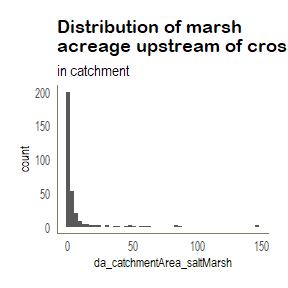 Distribution of marsh
acreage upstream of cros
in catchment
200
150
100
50
0
count
0 50 100 150
da_catchmentArea_saltMarsh